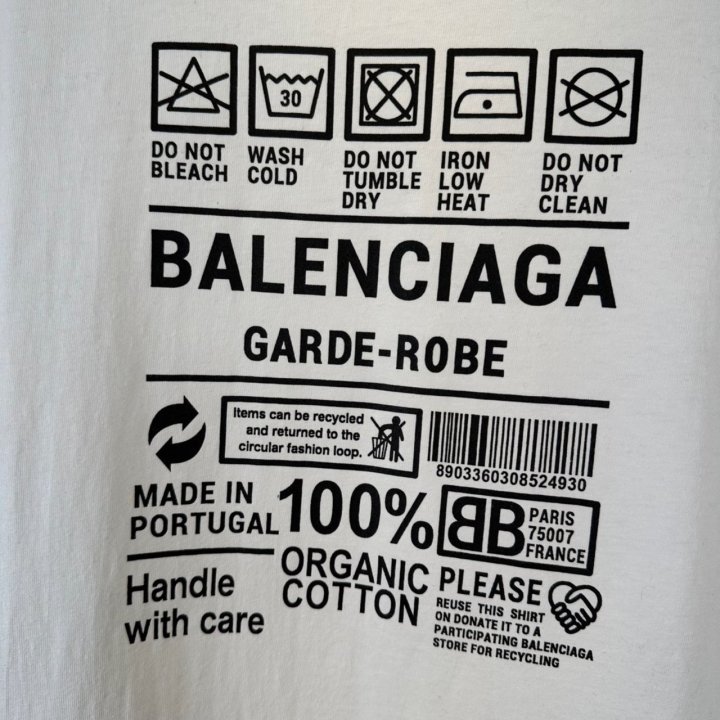 30
DO NOT
BLEACH
WASH
COLD
DO NOT
TUMBLE
DRY
IRON
LOW
HEAT
DO NOT
DRY
CLEAN
BALENCIAGA
GARDE-ROBE
Items can be recycled
and returned to the
circular fashion loop.
8903360308524930
MADE IN
PORTUGAL
100%
ORGANIC
COTTON
BB
PARIS
75007
FRANCE
Handle
with care
PLEASE
REUSE THIS SHIRT
ON DONATE IT TO A
PARTICIPATING BALENCIAGA
STORE FOR RECYCLING